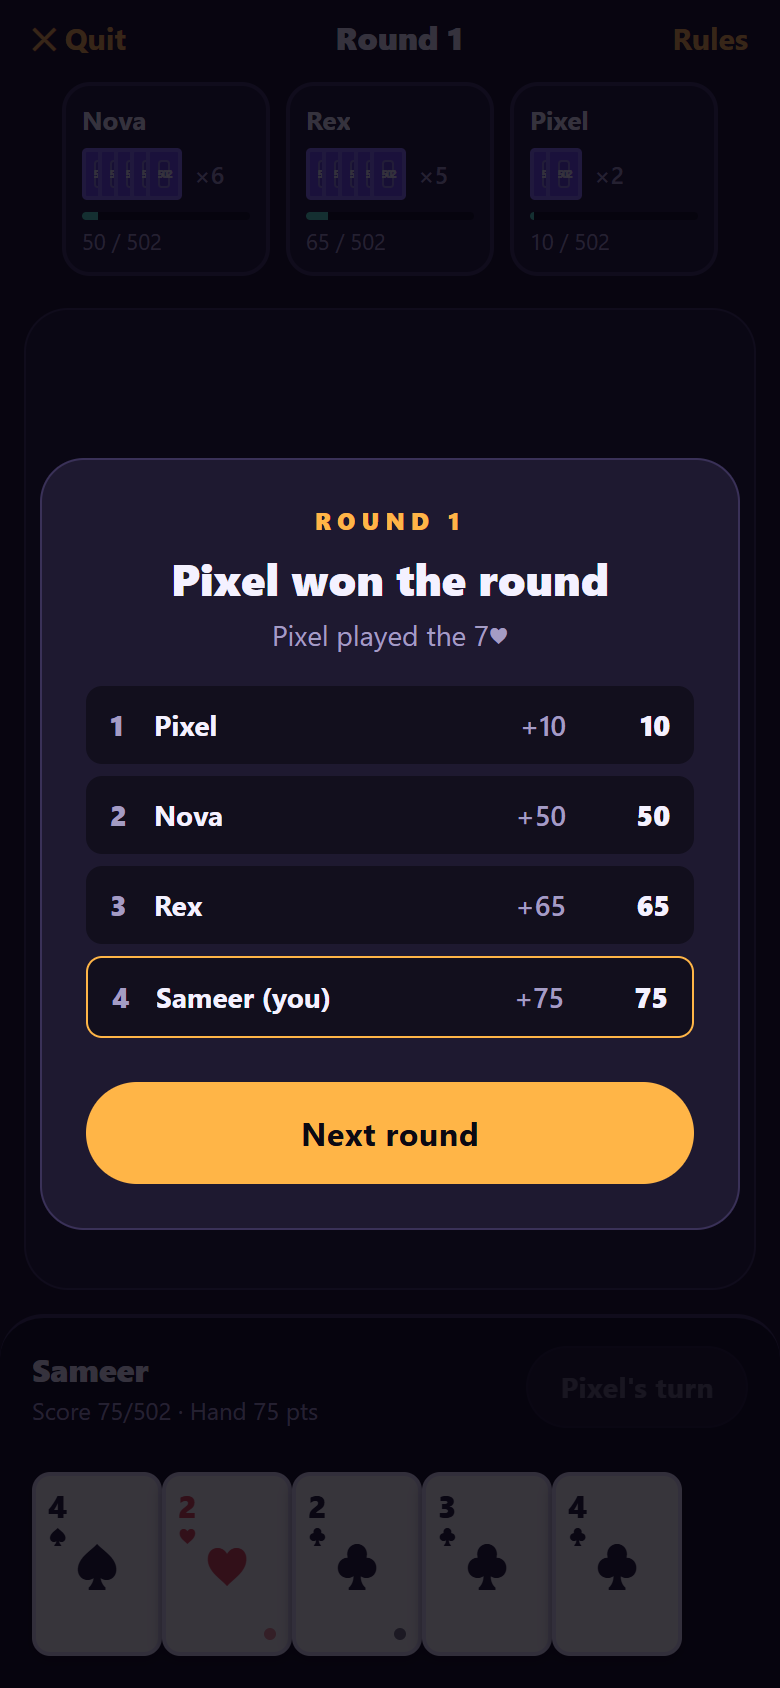 Quit
Round 1
Rules
Nova
Rex
Pixel
×6
×5
×2
50 / 502
65 / 502
10 / 502
ROUND 1
Pixel won the round
Pixel played the 7♥
1 Pixel +10 10
2 Nova +50 50
3 Rex +65 65
4 Sameer (you) +75 75
Next round
Sameer
Pixel's turn
Score 75/502 · Hand 75 pts
4 2 2 3 4